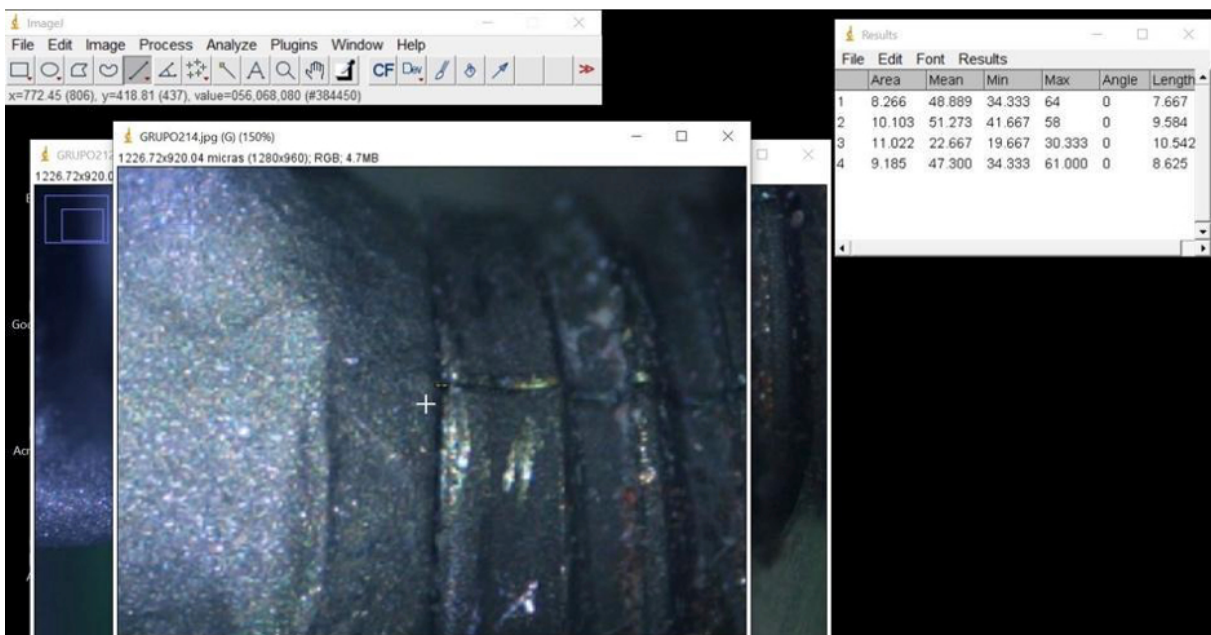 ImageJ
File Edit Image Process Analyze Plugins Window Help
CF Dev
x=772.45 (806), y=418.81 (437), value=056,068,080 (#384450)
GRUPO212
1226.72x920.0
GRUPO214.jpg (G) (150%)
1226.72x920.04 micras (1280x960); RGB; 4.7MB
Goo
Acr
Results
File Edit Font Results
Area Mean Min Max Angle Length
1 8.266 48.889 34.333 64 0 7.667
2 10.103 51.273 41.667 58 0 9.584
3 11.022 22.667 19.667 30.333 0 10.542
4 9.185 47.300 34.333 61.000 0 8.625